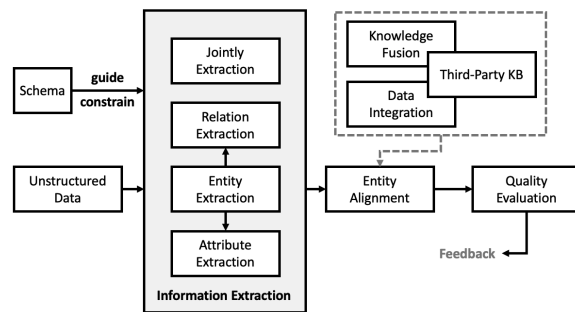 Schema
guide
constrain
Unstructured
Data
Jointly
Extraction
Relation
Extraction
Entity
Extraction
Attribute
Extraction
Information Extraction
Knowledge
Fusion
Third-Party KB
Data
Integration
Entity
Alignment
Quality
Evaluation
Feedback